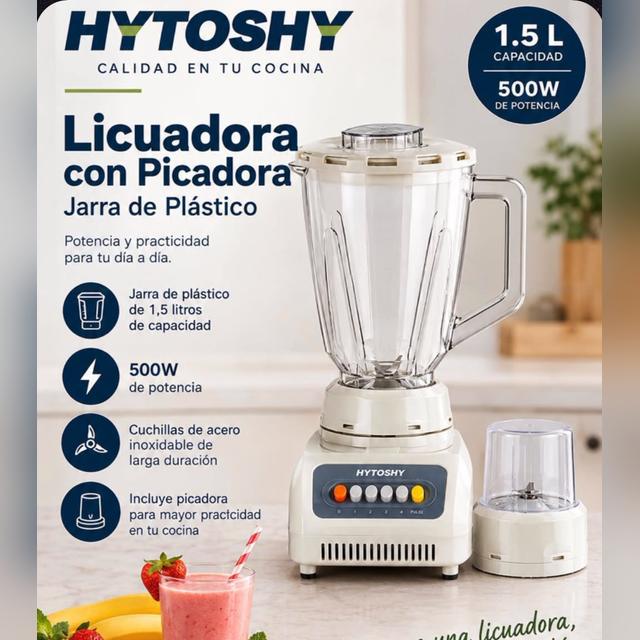 HYTOSHY
CALIDAD EN TU COCINA
1.5 L
CAPACIDAD
500W
DE POTENCIA
Licuadora
con Picadora
Jarra de Plástico
Potencia y practicidad
para tu día a día.
Jarra de plástico
de 1,5 litros
de capacidad
500W
de potencia
Cuchillas de acero
inoxidable de
larga duración
Incluye picadora
para mayor practicidad
en tu cocina
HYTOSHY
0 1 2 3 4 PULSE
una licuadora,